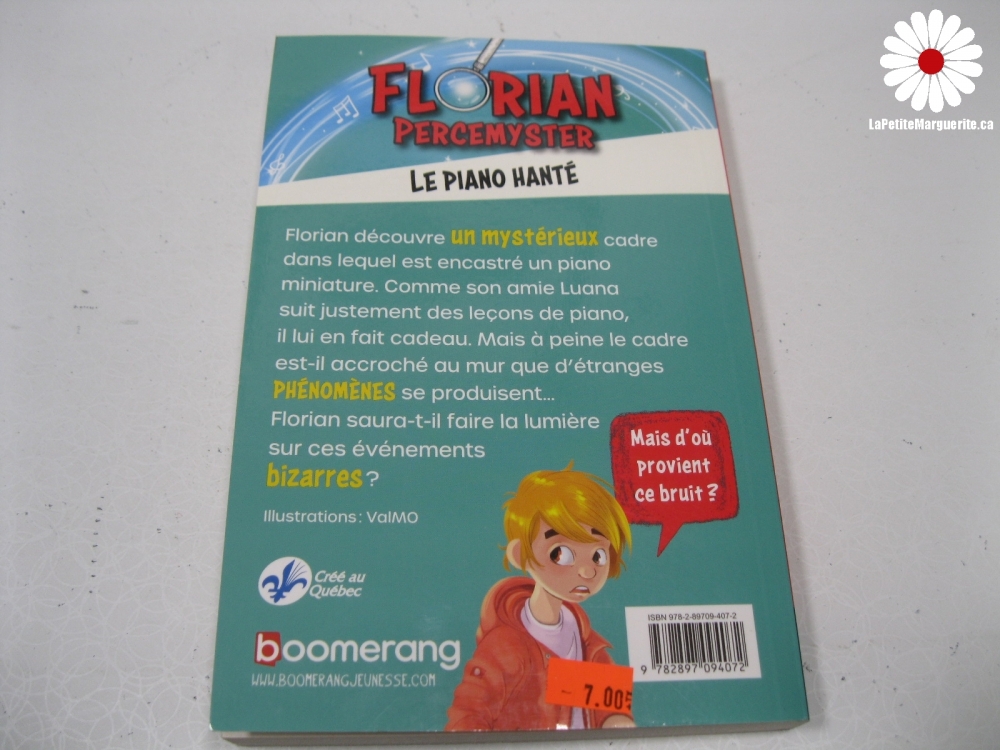 LaPetiteMarguerite.ca
FLORIAN
PERCEMYSTER
LE PIANO HANTÉ
Florian découvre un mystérieux cadre
dans lequel est encastré un piano
miniature. Comme son amie Luana
suit justement des leçons de piano,
il lui en fait cadeau. Mais à peine le cadre
est-il accroché au mur que d'étranges
PHÉNOMÈNES se produisent...
Florian saura-t-il faire la lumière
sur ces événements
bizarres ?
Mais d'où
provient
ce bruit ?
Illustrations : ValMO
Créé au
Québec
boomerang
WWW.BOOMERANGJEUNESSE.COM
ISBN 978-2-89709-407-2
9 782897 094072
- 7.00$